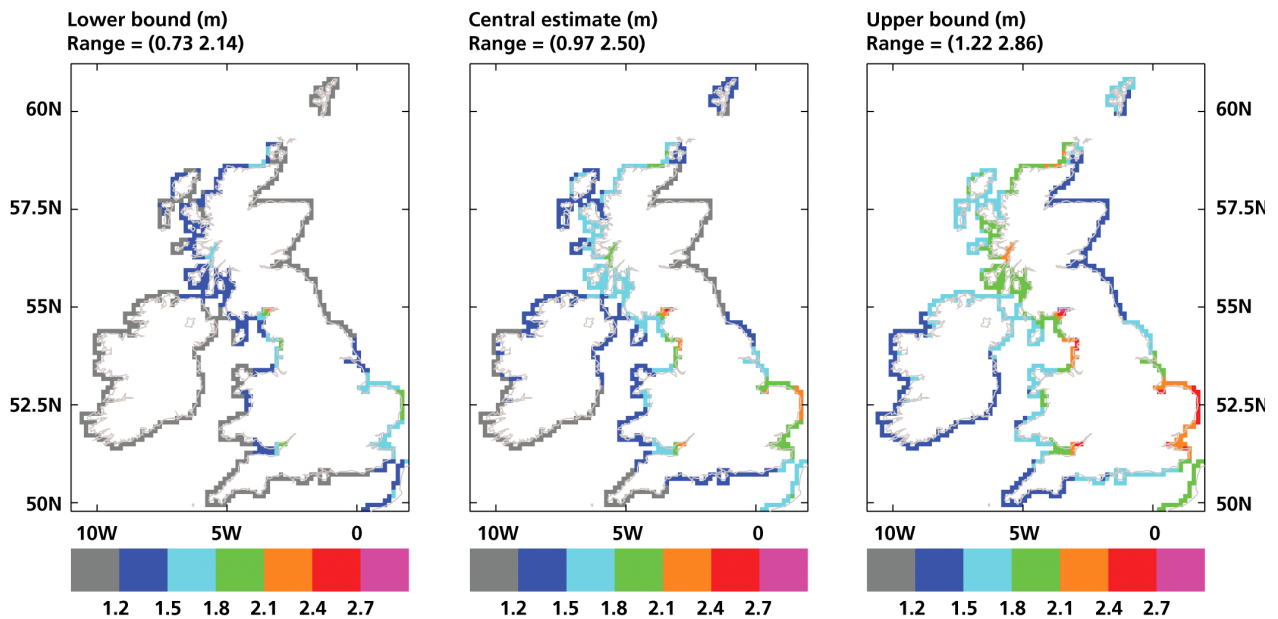 Lower bound (m)
Range = (0.73 2.14)
Central estimate (m)
Range = (0.97 2.50)
Upper bound (m)
Range = (1.22 2.86)
60N
57.5N
55N
52.5N
50N
60N
57.5N
55N
52.5N
50N
10W 5W 0
10W 5W 0
10W 5W 0
1.2 1.5 1.8 2.1 2.4 2.7
1.2 1.5 1.8 2.1 2.4 2.7
1.2 1.5 1.8 2.1 2.4 2.7